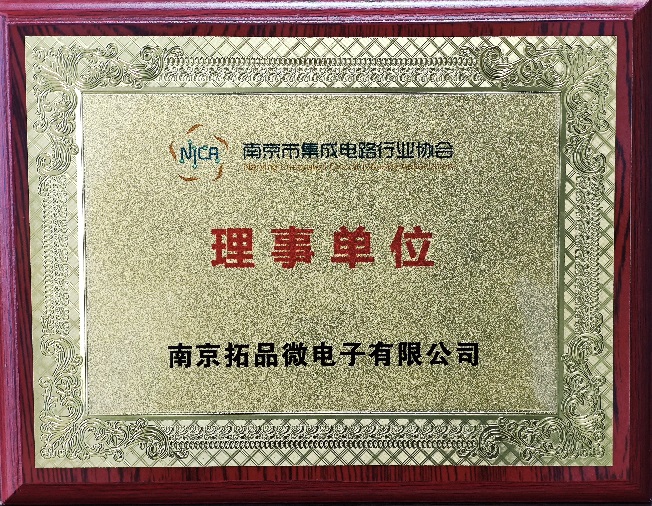 NICA 南京市集成电路行业协会
理事单位
南京拓品微电子有限公司